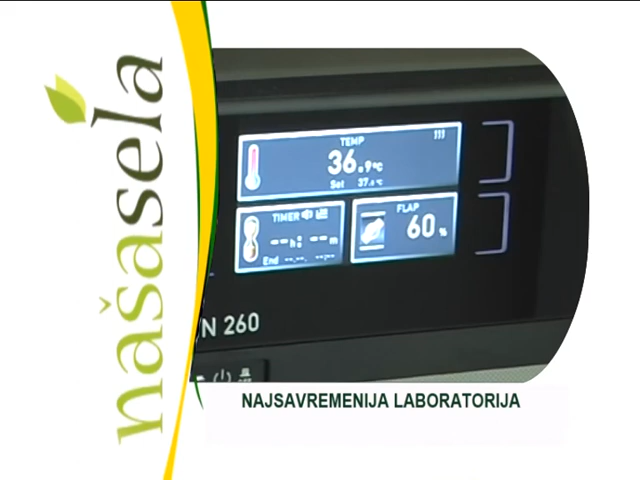 našasela
TEMP
36.9°C
Set 37.0°C
TIMER
--h: --m
End --.--. --:--
FLAP
60 %
N 260
NAJSAVREMENIJA LABORATORIJA